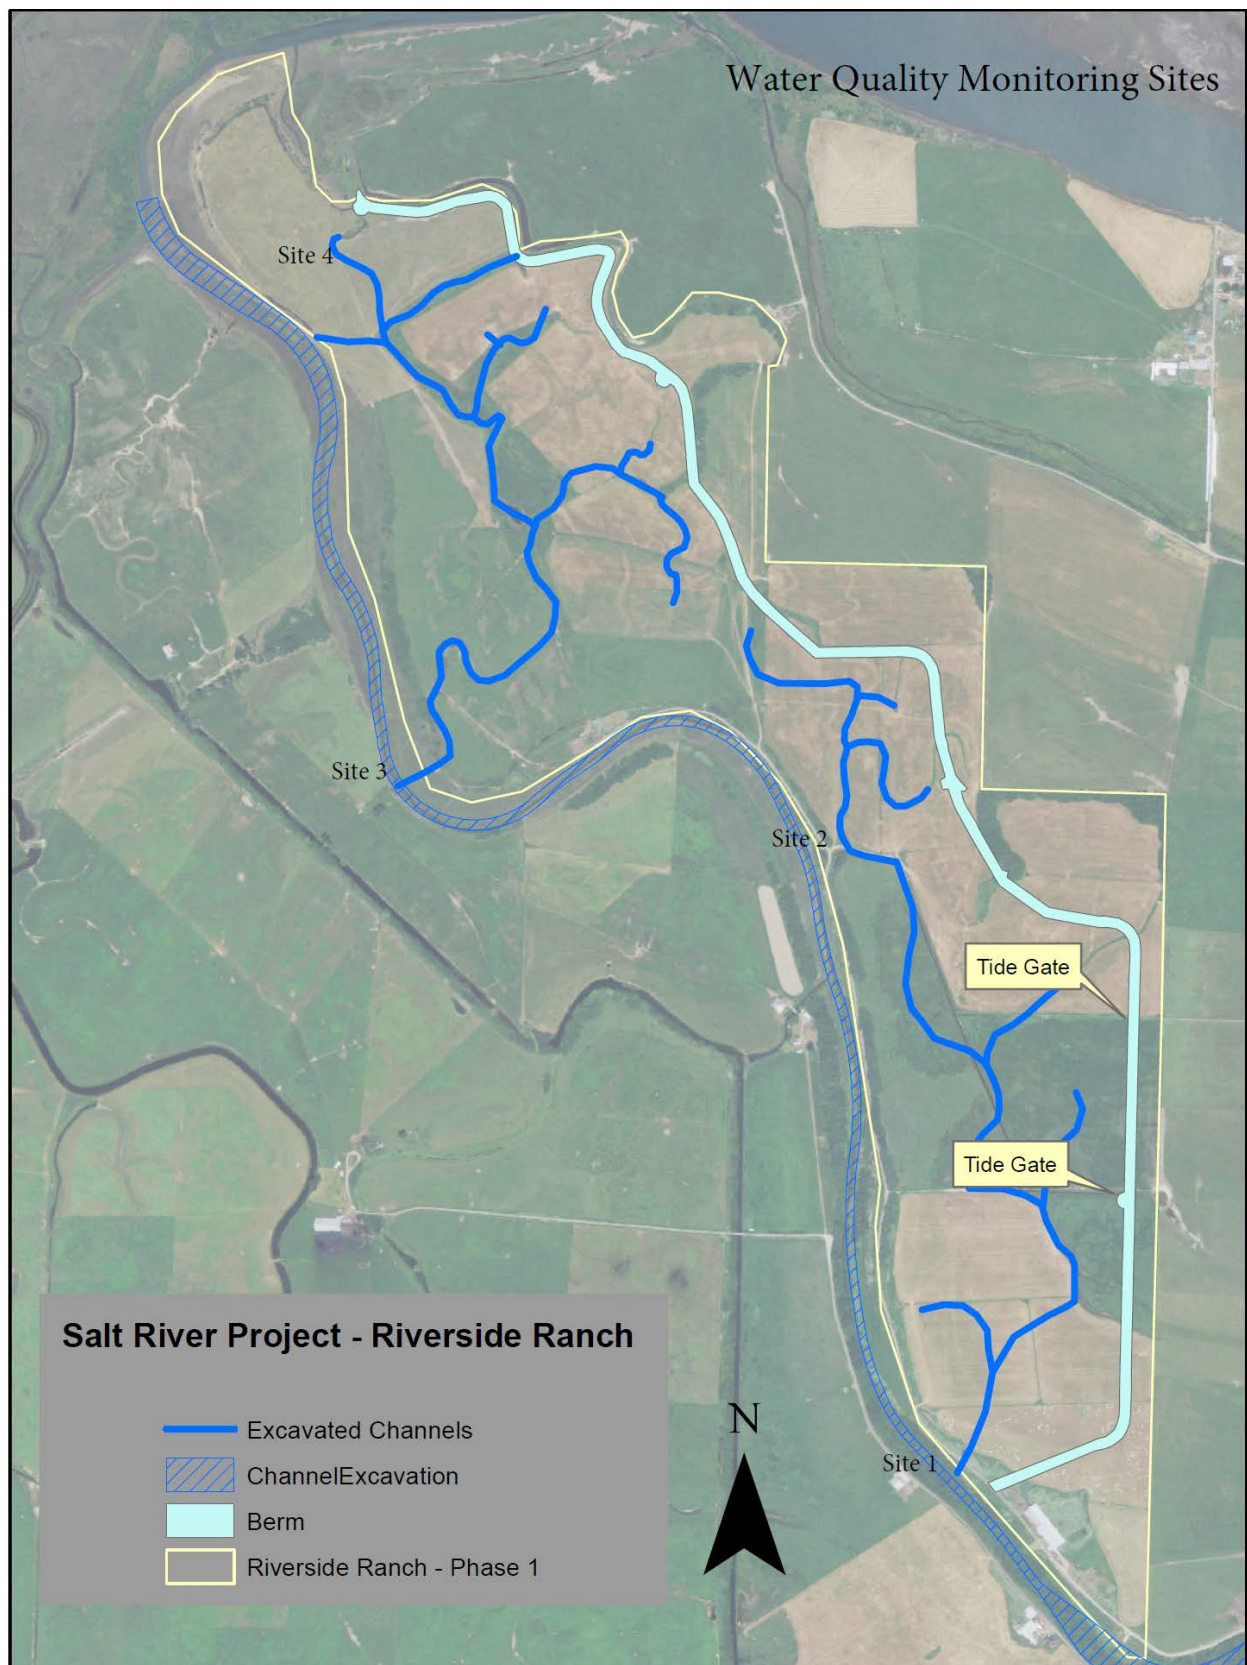 Water Quality Monitoring Sites
Site 4
Site 3
Site 2
Tide Gate
Tide Gate
Site 1
Salt River Project - Riverside Ranch
Excavated Channels
ChannelExcavation
Berm
Riverside Ranch - Phase 1
N